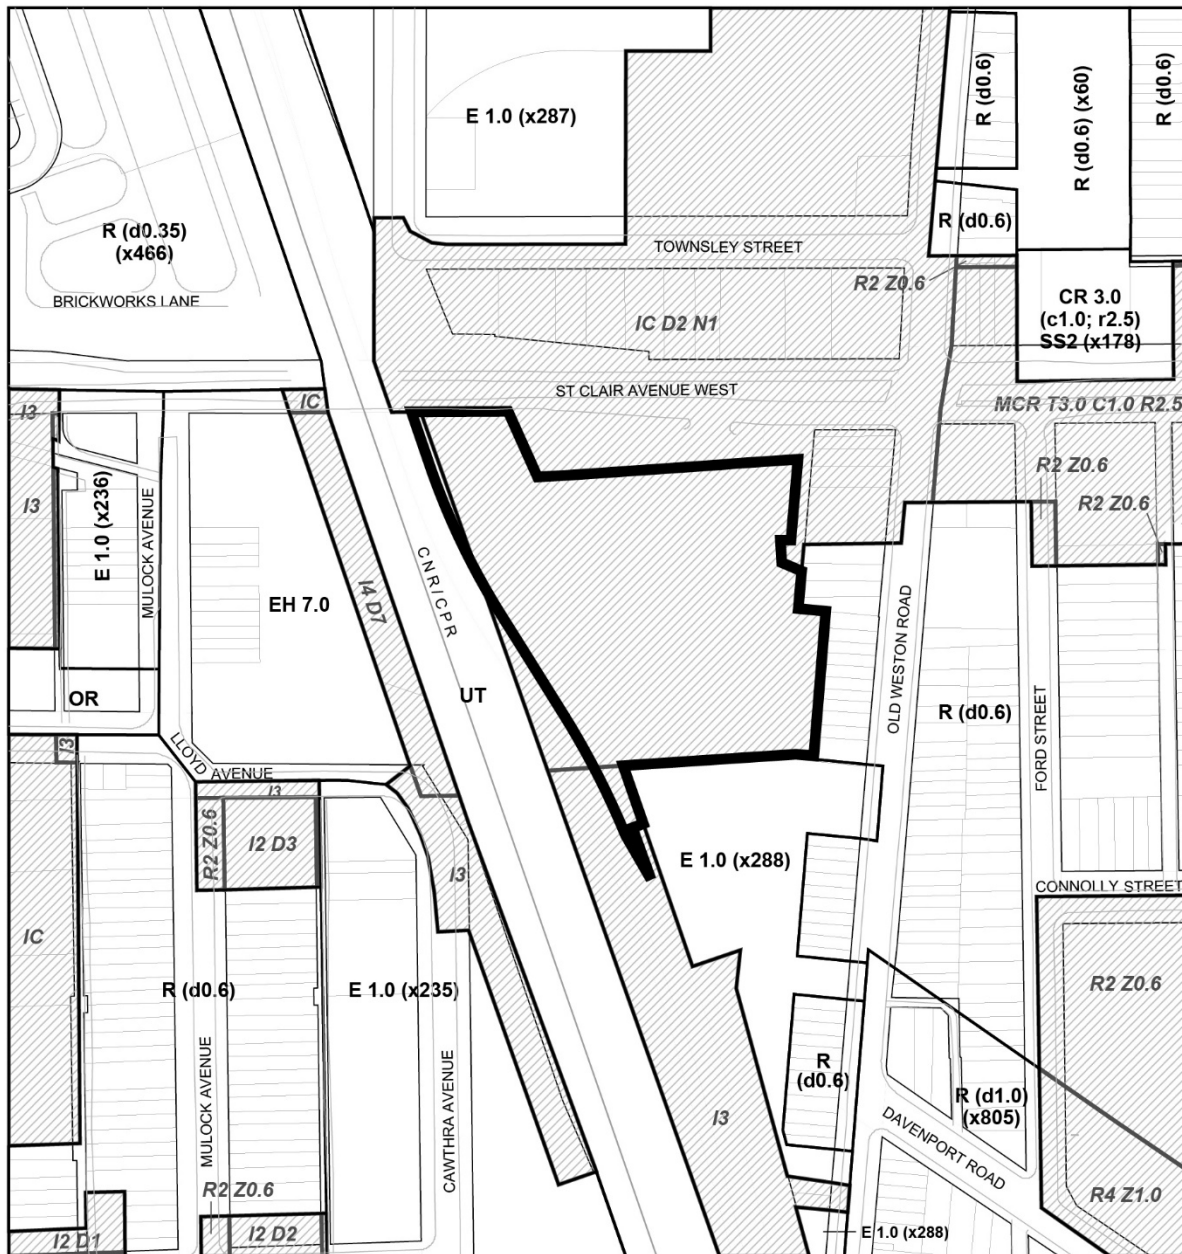 E 1.0 (x287)
R (d0.6)
R (d0.6) (x60)
R (d0.6)
R (d0.6)
R (d0.35)
(x466)
BRICKWORKS LANE
TOWNSLEY STREET
R2 Z0.6
CR 3.0
(c1.0; r2.5)
SS2 (x178)
IC D2 N1
ST CLAIR AVENUE WEST
MCR T3.0 C1.0 R2.5
I3
IC
I3
E 1.0 (x236)
MULOCK AVENUE
R2 Z0.6
R2 Z0.6
EH 7.0
I4 D7
CNR/CPR
UT
OR
OLD WESTON ROAD
R (d0.6)
FORD STREET
I3
LLOYD
AVENUE
I3
R2 Z0.6
I2 D3
I3
E 1.0 (x288)
CONNOLLY STREET
IC
R (d0.6)
E 1.0 (x235)
R2 Z0.6
MULOCK AVENUE
CAWTHRA AVENUE
R
(d0.6)
R (d1.0)
(x805)
I3
DAVENPORT ROAD
R2 Z0.6
R4 Z1.0
I2 D1
I2 D2
E 1.0 (x288)